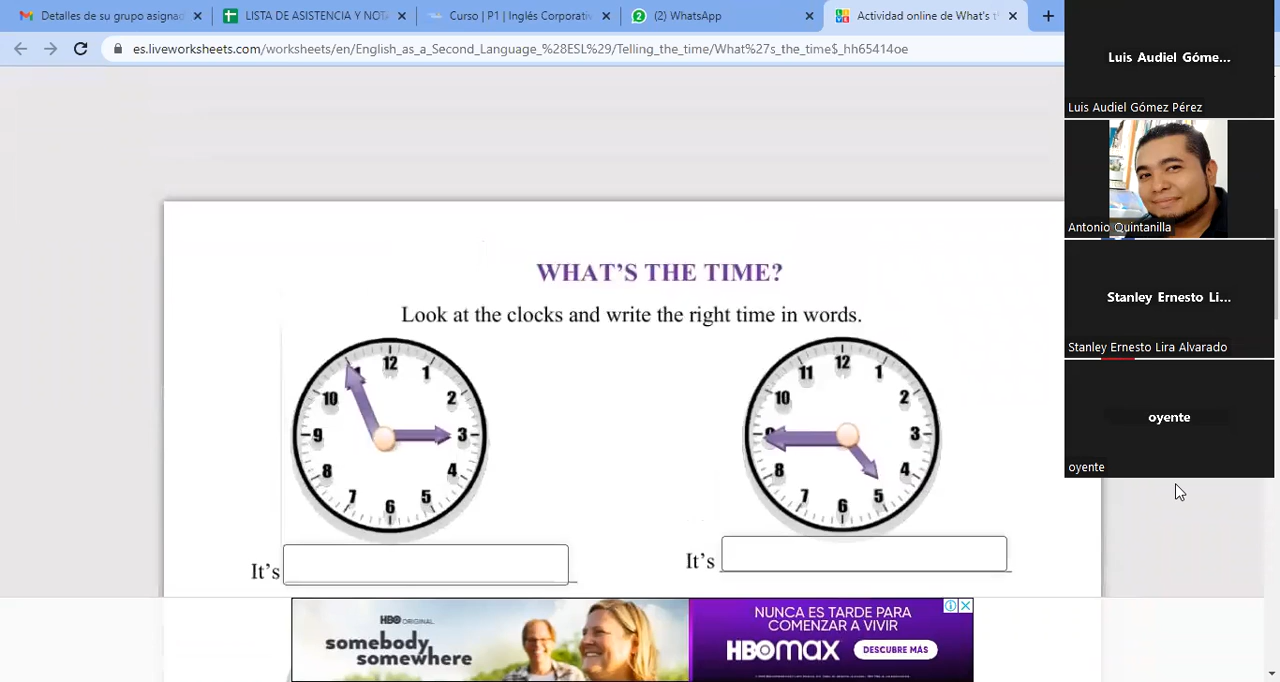 Detalles de su grupo asignad
LISTA DE ASISTENCIA Y NOTA
Curso | P1 | Inglés Corporativ
(2) WhatsApp
Actividad online de What's t
es.liveworksheets.com/worksheets/en/English_as_a_Second_Language_%28ESL%29/Telling_the_time/What%27s_the_time$_hh65414oe
Luis Audiel Góme...
Luis Audiel Gómez Pérez
Antonio Quintanilla
Stanley Ernesto Li...
Stanley Ernesto Lira Alvarado
oyente
oyente
WHAT'S THE TIME?
Look at the clocks and write the right time in words.
12 1 2 3 4 5 6 7 8 9 10
12 1 2 3 4 5 6 7 8 9 10 11
It's
It's
HBO ORIGINAL
somebody
somewhere
NUNCA ES TARDE PARA
COMENZAR A VIVIR
HBOmax
DESCUBRE MÁS